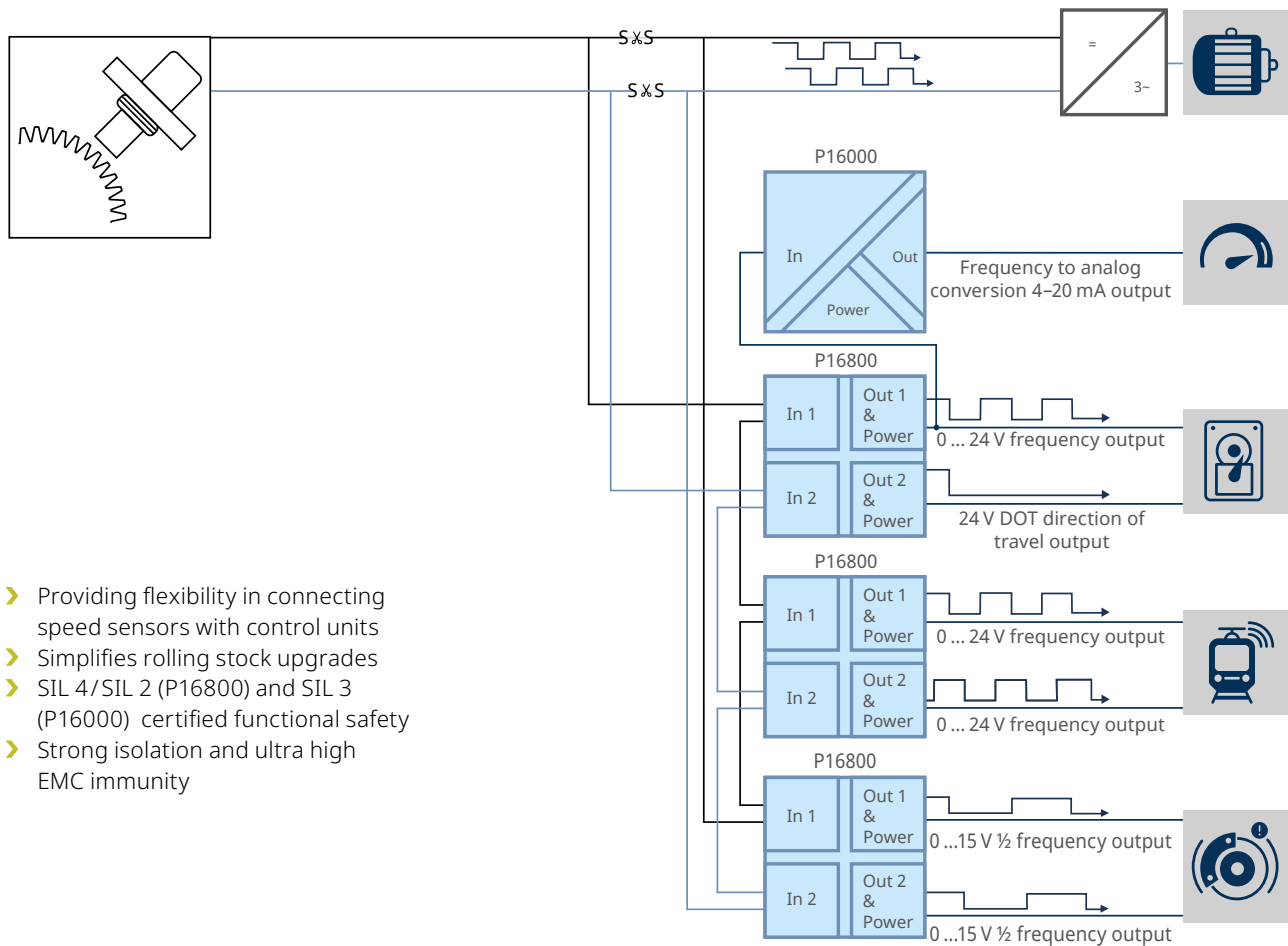 S S
=
3~
S S
P16000
In
Out
Power
Frequency to analog
conversion 4–20 mA output
P16800
In 1
Out 1
&
Power
0 ... 24 V frequency output
In 2
Out 2
&
Power
24 V DOT direction of
travel output
P16800
In 1
Out 1
&
Power
0 ... 24 V frequency output
In 2
Out 2
&
Power
0 ... 24 V frequency output
› Providing flexibility in connecting
speed sensors with control units
› Simplifies rolling stock upgrades
› SIL 4/SIL 2 (P16800) and SIL 3
(P16000) certified functional safety
› Strong isolation and ultra high
EMC immunity
P16800
In 1
Out 1
&
Power
0 ...15 V ½ frequency output
!
In 2
Out 2
&
Power
0 ...15 V ½ frequency output